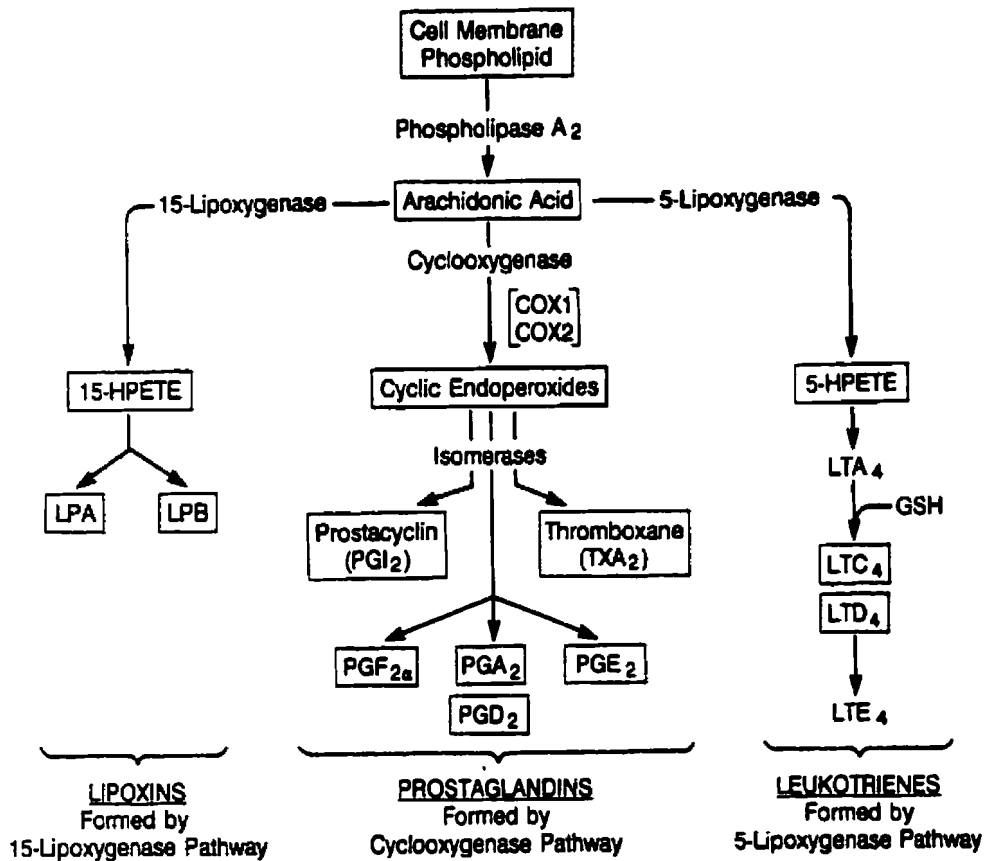 Cell Membrane
Phospholipid
Phospholipase A₂
15-Lipoxygenase
Arachidonic Acid
5-Lipoxygenase
Cyclooxygenase
COX1
COX2
15-HPETE
Cyclic Endoperoxides
5-HPETE
Isomerases
LTA₄
GSH
LPA
LPB
Prostacyclin
(PGI₂)
Thromboxane
(TXA₂)
LTC₄
LTD₄
PGF₂α
PGA₂
PGE₂
PGD₂
LTE₄
LIPOXINS
Formed by
15-Lipoxygenase Pathway
PROSTAGLANDINS
Formed by
Cyclooxygenase Pathway
LEUKOTRIENES
Formed by
5-Lipoxygenase Pathway